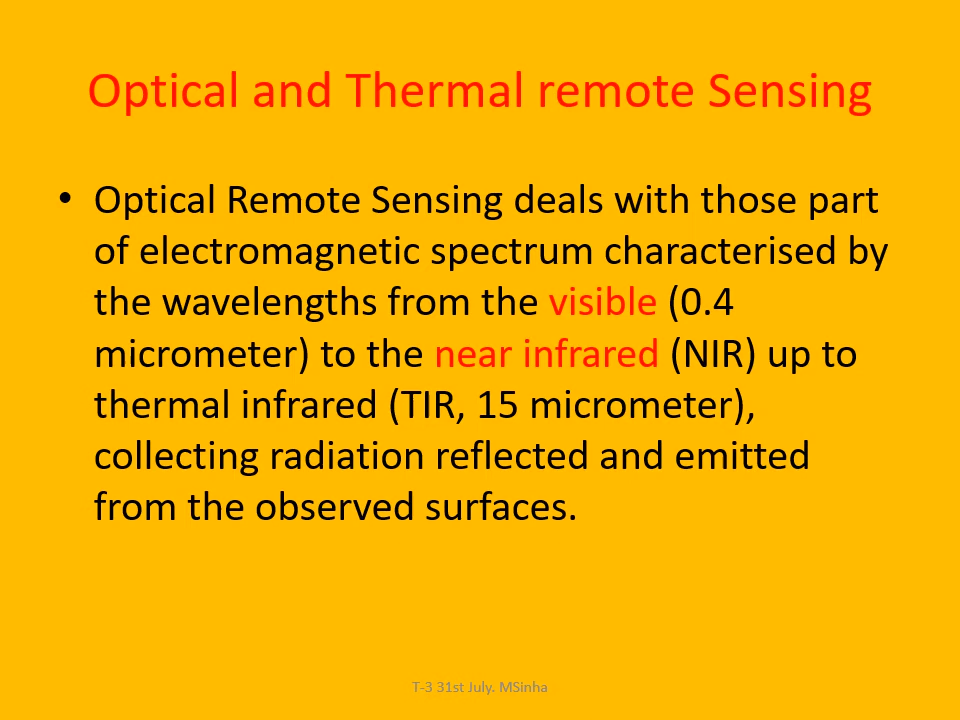 Optical and Thermal remote Sensing
• Optical Remote Sensing deals with those part
of electromagnetic spectrum characterised by
the wavelengths from the visible (0.4
micrometer) to the near infrared (NIR) up to
thermal infrared (TIR, 15 micrometer),
collecting radiation reflected and emitted
from the observed surfaces.
T-3 31st July. MSinha